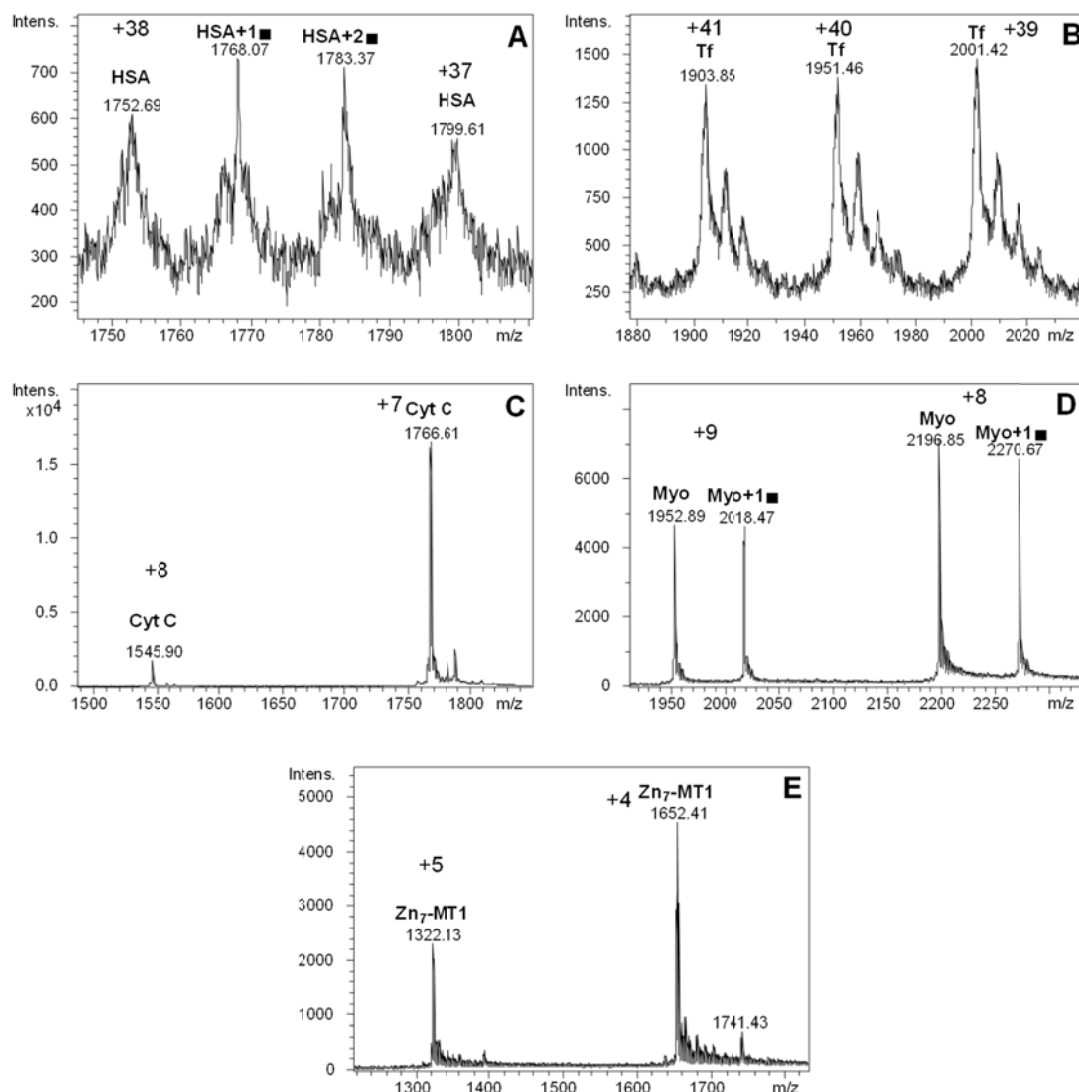 Intens.
+38
HSA+1■
1768.07
HSA+2■
1783.37
A
+37
HSA
1752.69
HSA
1799.61
700
600
500
400
300
200
1750
1760
1770
1780
1790
1800
m/z
Intens.
+41
Tf
1903.85
+40
Tf
1951.46
Tf
2001.42
+39
B
1500
1250
1000
750
500
250
1880
1900
1920
1940
1960
1980
2000
2020
m/z
Intens.
x10⁴
+7 Cyt C
1766.61
C
1.5
1.0
0.5
0.0
+8
Cyt C
1545.90
1500
1550
1600
1650
1700
1750
1800
m/z
Intens.
+8
D
Myo
2196.85
Myo+1■
2270.67
+9
Myo
1952.89
Myo+1■
2018.47
6000
4000
2000
0
1950
2000
2050
2100
2150
2200
2250
m/z
Intens.
+4
Zn₇-MT1
1652.41
E
+5
Zn₇-MT1
1322.13
1741.43
5000
4000
3000
2000
1000
0
1300
1400
1500
1600
1700
m/z